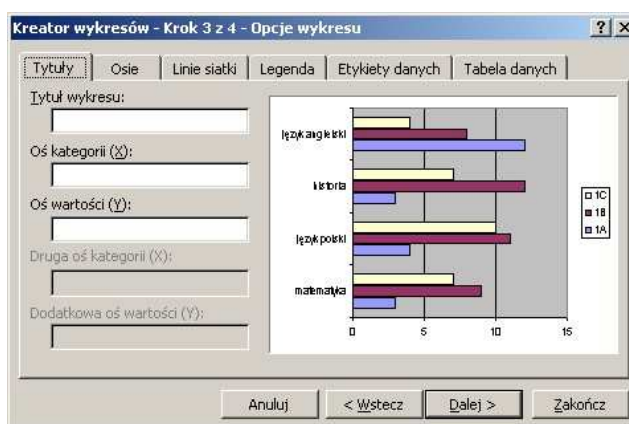 Kreator wykresów - Krok 3 z 4 - Opcje wykresu
Tytuły Osie Linie siatki Legenda Etykiety danych Tabela danych
Tytuł wykresu:
Oś kategorii (X):
Oś wartości (Y):
Druga oś kategorii (X):
Dodatkowa oś wartości (Y):
język angielski
historia
język polski
matematyka
0 5 10 15
1C
1B
1A
Anuluj < Wstecz Dalej > Zakończ